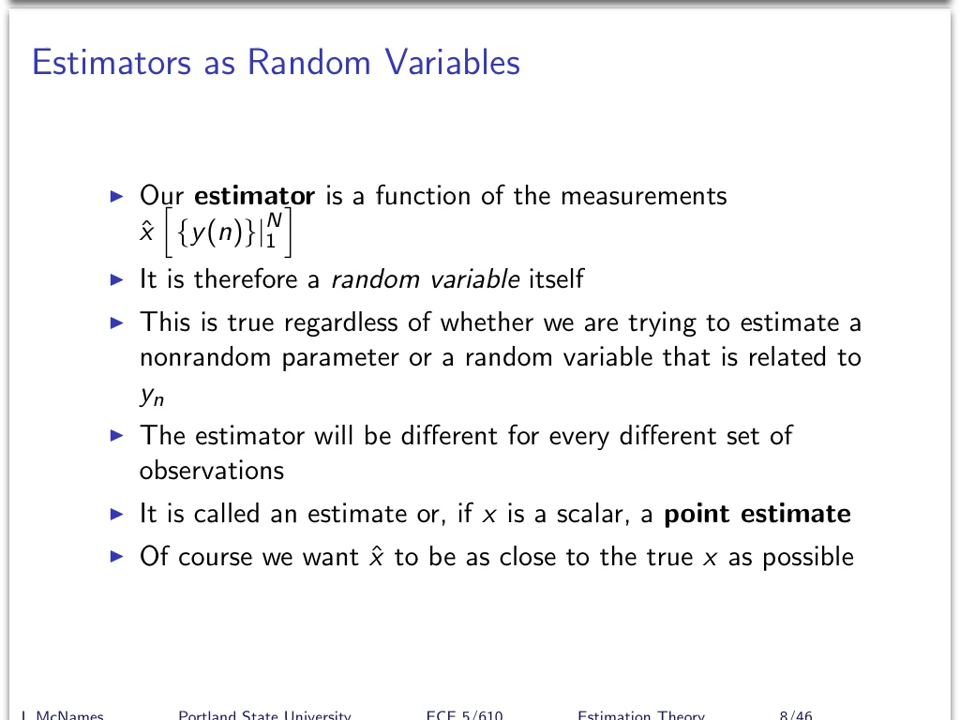 Estimators as Random Variables
▶ Our estimator is a function of the measurements
x̂ [{y(n)}|₁ᴺ]
▶ It is therefore a random variable itself
▶ This is true regardless of whether we are trying to estimate a
nonrandom parameter or a random variable that is related to
yₙ
▶ The estimator will be different for every different set of
observations
▶ It is called an estimate or, if x is a scalar, a point estimate
▶ Of course we want x̂ to be as close to the true x as possible
J. McNames Portland State University ECE 5/610 Estimation Theory 8/46